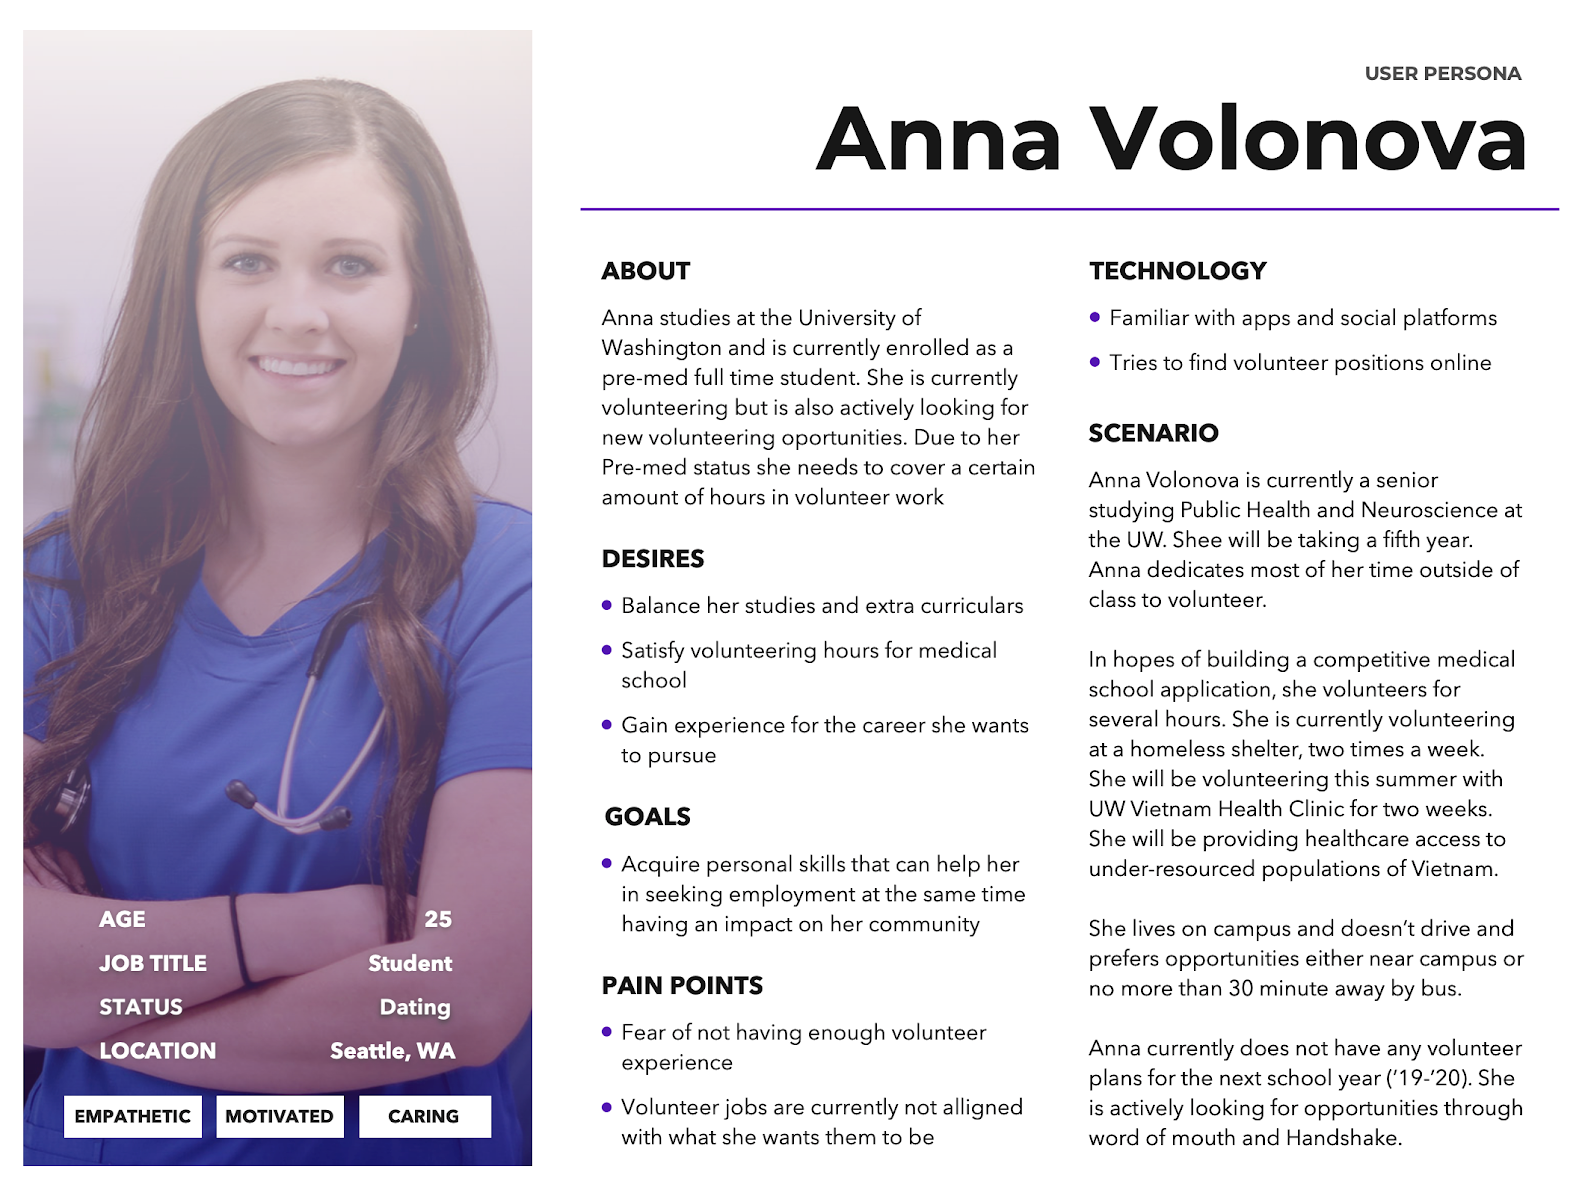 USER PERSONA
Anna Volonova
ABOUT
Anna studies at the University of
Washington and is currently enrolled as a
pre-med full time student. She is currently
volunteering but is also actively looking for
new volunteering oportunities. Due to her
Pre-med status she needs to cover a certain
amount of hours in volunteer work
DESIRES
• Balance her studies and extra curriculars
• Satisfy volunteering hours for medical
school
• Gain experience for the career she wants
to pursue
GOALS
• Acquire personal skills that can help her
in seeking employment at the same time
having an impact on her community
PAIN POINTS
• Fear of not having enough volunteer
experience
• Volunteer jobs are currently not alligned
with what she wants them to be
TECHNOLOGY
• Familiar with apps and social platforms
• Tries to find volunteer positions online
SCENARIO
Anna Volonova is currently a senior
studying Public Health and Neuroscience at
the UW. Shee will be taking a fifth year.
Anna dedicates most of her time outside of
class to volunteer.
In hopes of building a competitive medical
school application, she volunteers for
several hours. She is currently volunteering
at a homeless shelter, two times a week.
She will be volunteering this summer with
UW Vietnam Health Clinic for two weeks.
She will be providing healthcare access to
under-resourced populations of Vietnam.
She lives on campus and doesn’t drive and
prefers opportunities either near campus or
no more than 30 minute away by bus.
Anna currently does not have any volunteer
plans for the next school year (’19-’20). She
is actively looking for opportunities through
word of mouth and Handshake.
AGE 25
JOB TITLE Student
STATUS Dating
LOCATION Seattle, WA
EMPATHETIC MOTIVATED CARING